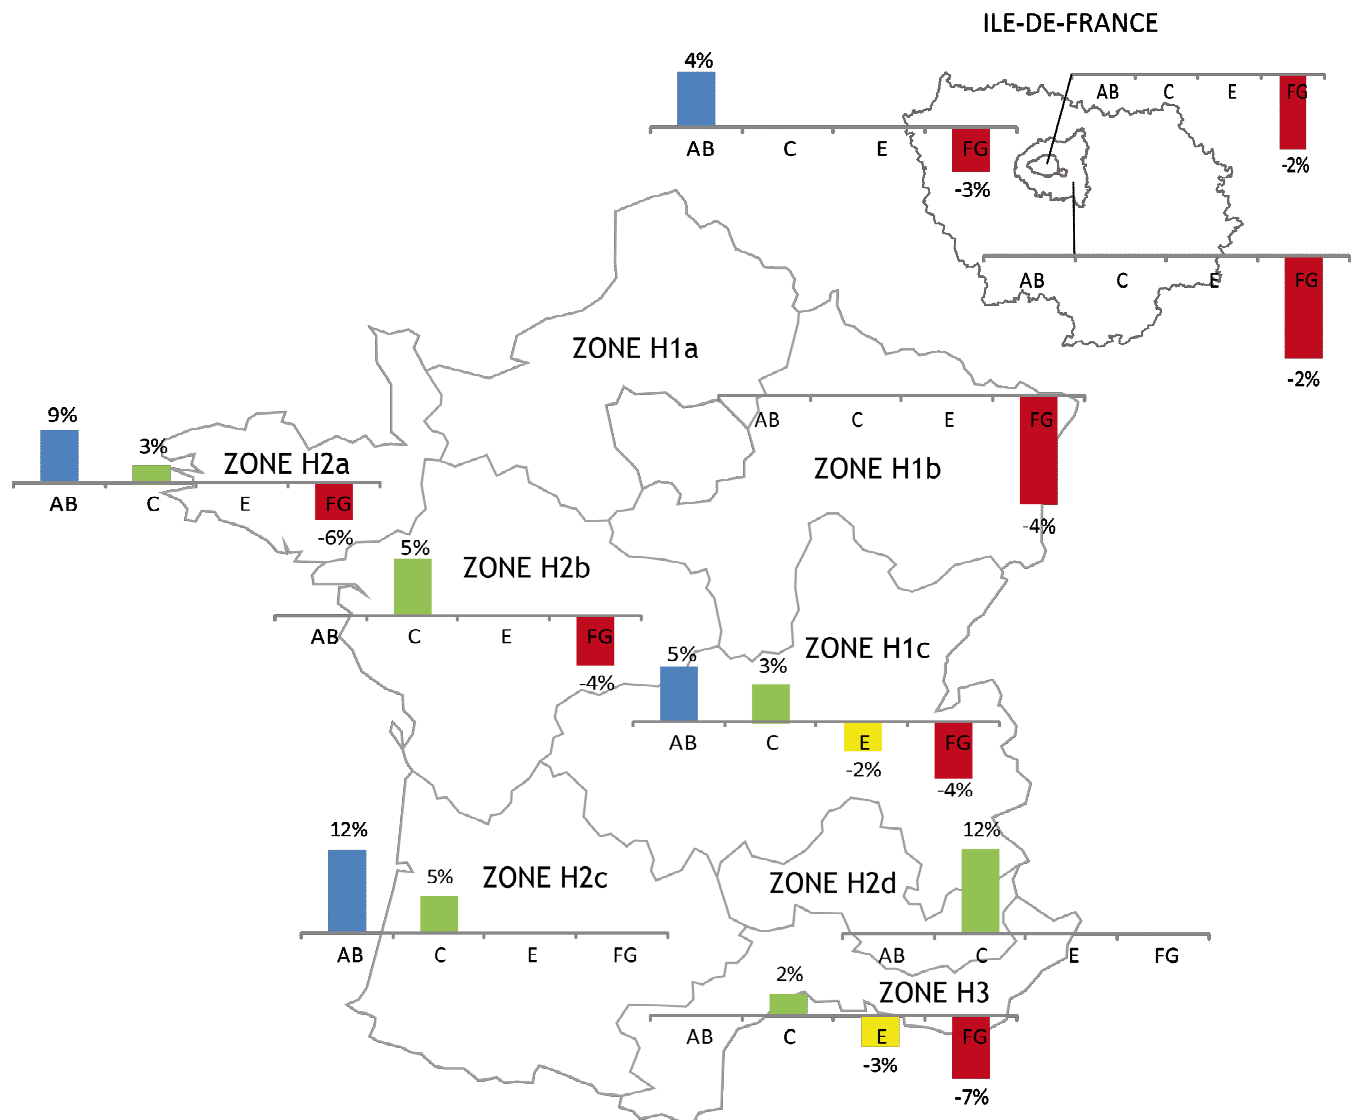 ILE-DE-FRANCE
4%
AB C E FG
-3%
AB C E FG
-2%
AB C E FG
-2%
ZONE H1a
AB C E FG
-4%
ZONE H1b
9%
3%
ZONE H2a
AB C E FG
-6%
5%
ZONE H2b
AB C E FG
-4%
ZONE H1c
5%
3%
AB C E FG
-2%
-4%
12%
5%
ZONE H2c
AB C E FG
12%
ZONE H2d
AB C E FG
2%
ZONE H3
AB C E FG
-3%
-7%